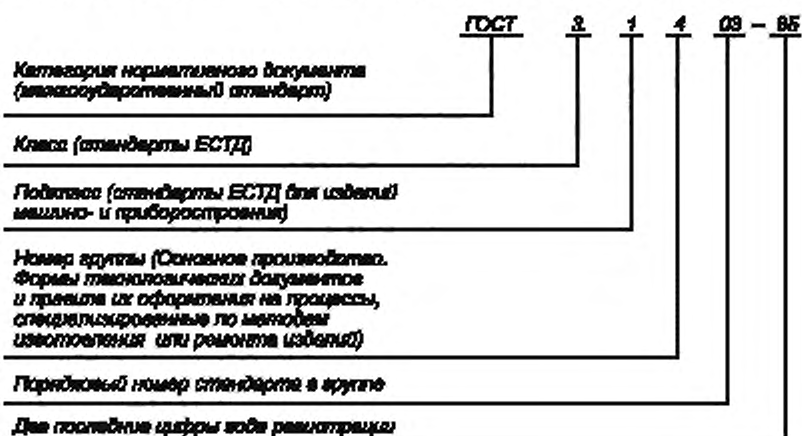 ГОСТ 3. 1 4 03 – 85
Категория нормативного документа
(межгосударственный стандарт)
Класс (стандарты ЕСТД)
Подкласс (стандарты ЕСТД для изделий
машино- и приборостроения)
Номер группы (Основное производство.
Формы технологических документов
и правила их оформления на процессы,
специализированные по методам
изготовления или ремонта изделий)
Порядковый номер стандарта в группе
Две последние цифры года регистрации